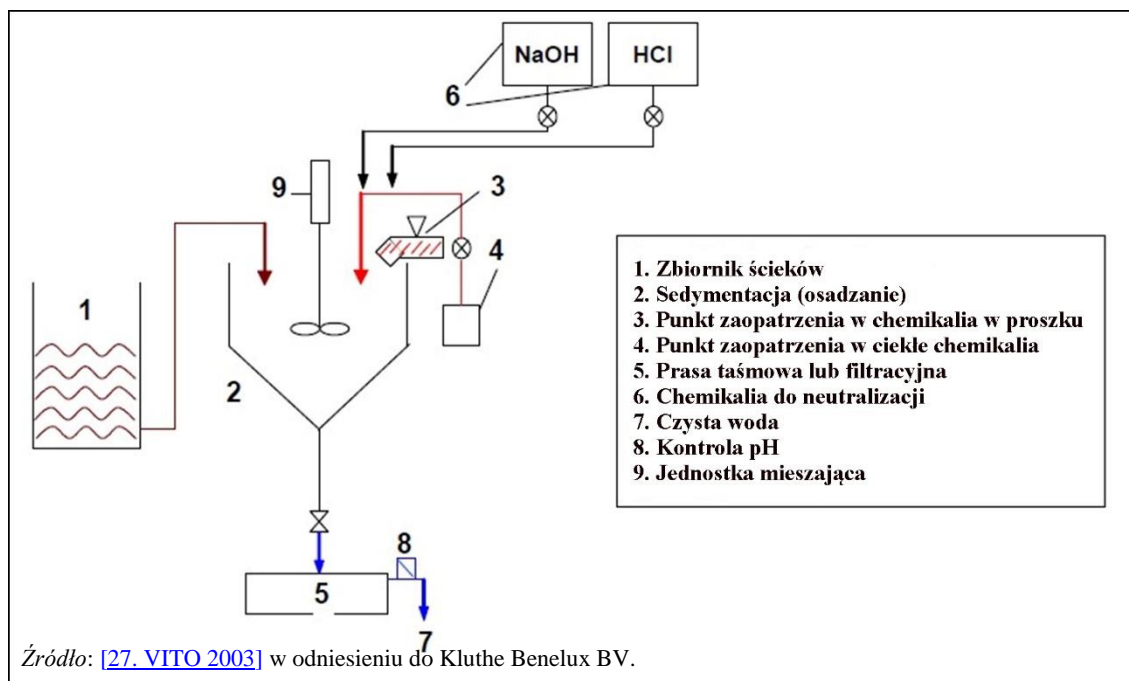 NaOH
HCl
6
9
3
4
1
2
8
5
7
1. Zbiornik ścieków
2. Sedymentacja (osadzanie)
3. Punkt zaopatrzenia w chemikalia w proszku
4. Punkt zaopatrzenia w ciekłe chemikalia
5. Prasa taśmowa lub filtracyjna
6. Chemikalia do neutralizacji
7. Czysta woda
8. Kontrola pH
9. Jednostka mieszająca
Źródło: [27. VITO 2003] w odniesieniu do Kluthe Benelux BV.